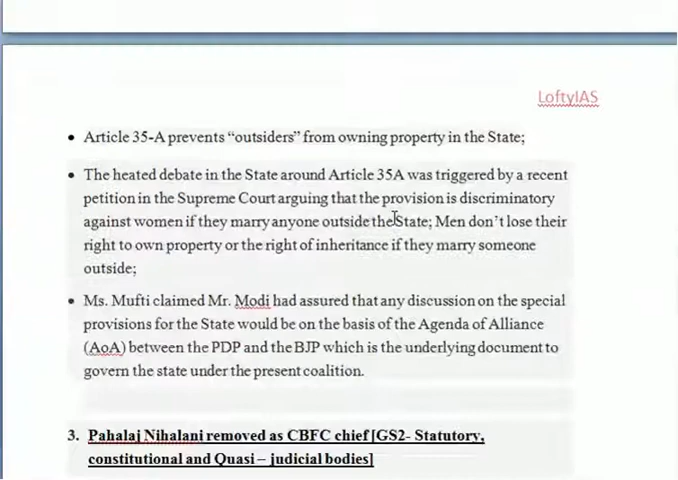 LoftyIAS
• Article 35-A prevents “outsiders” from owning property in the State;
• The heated debate in the State around Article 35A was triggered by a recent
petition in the Supreme Court arguing that the provision is discriminatory
against women if they marry anyone outside the State; Men don’t lose their
right to own property or the right of inheritance if they marry someone
outside;
• Ms. Mufti claimed Mr. Modi had assured that any discussion on the special
provisions for the State would be on the basis of the Agenda of Alliance
(AoA) between the PDP and the BJP which is the underlying document to
govern the state under the present coalition.
3. Pahalaj Nihalani removed as CBFC chief [GS2- Statutory,
constitutional and Quasi – judicial bodies]